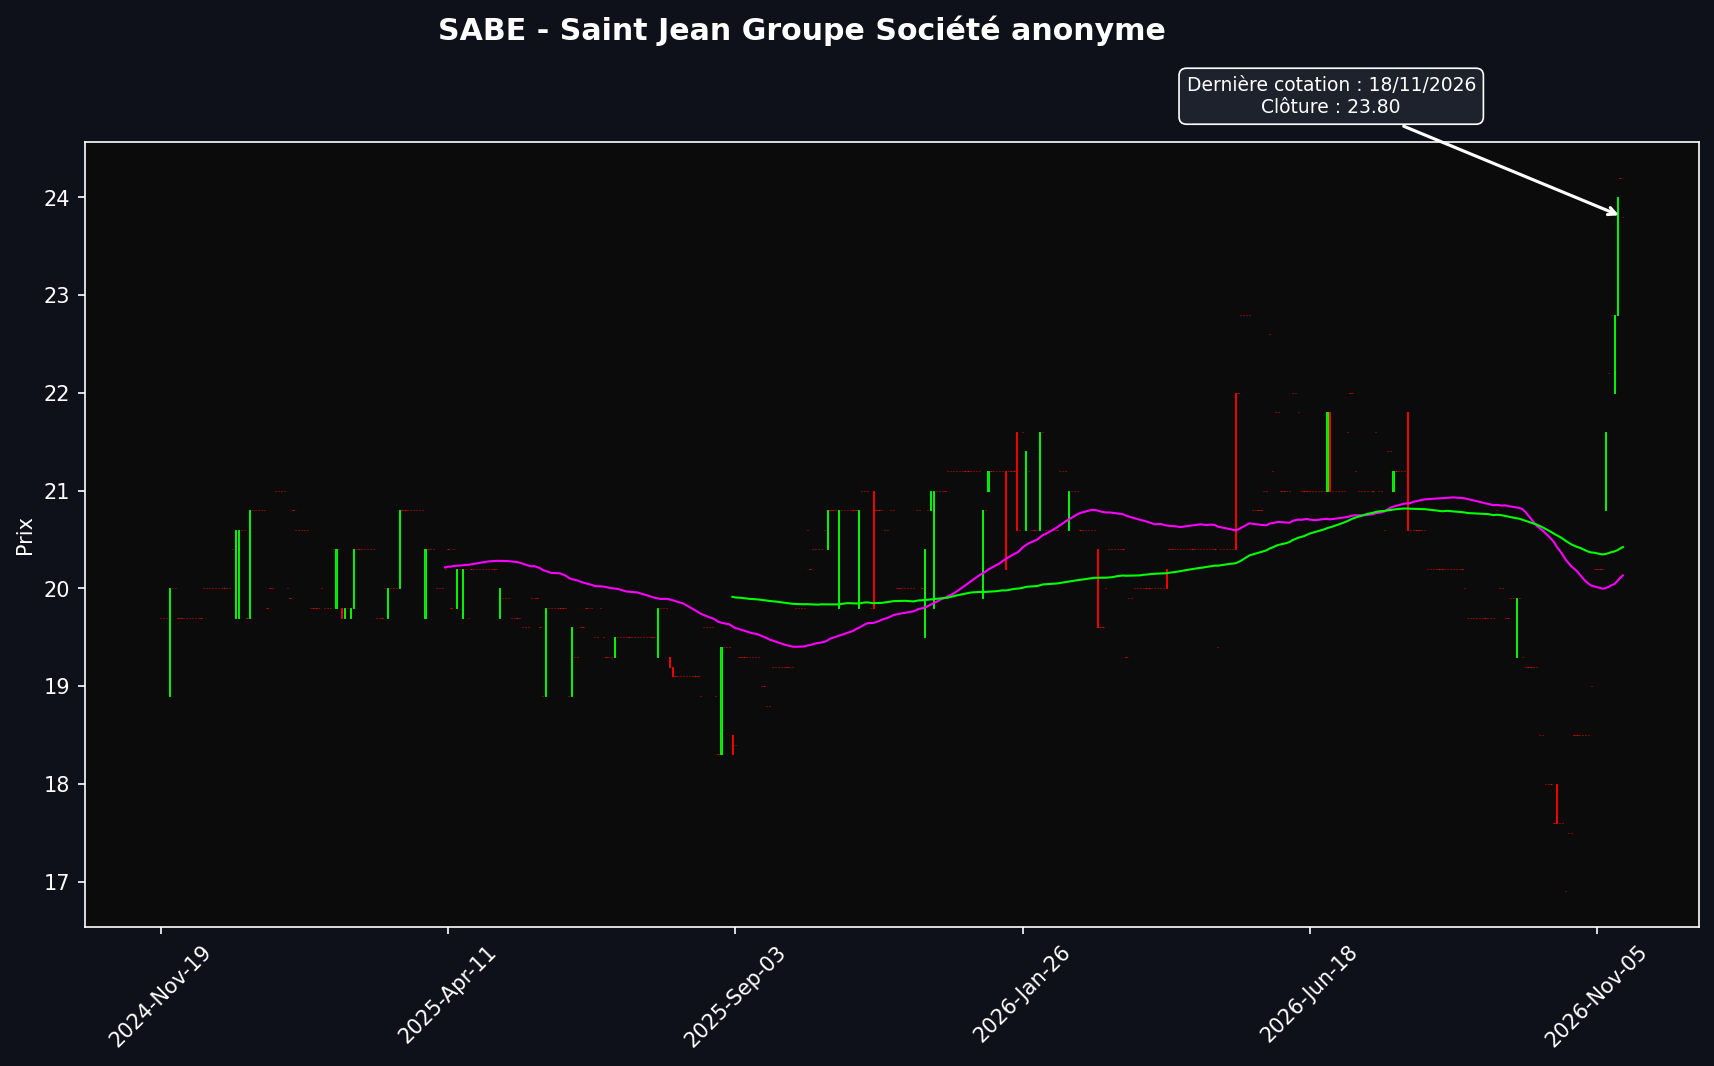 SABE - Saint Jean Groupe Société anonyme
Dernière cotation : 18/11/2026
Clôture : 23.80
Prix
24
23
22
21
20
19
18
17
2024-Nov-19
2025-Apr-11
2025-Sep-03
2026-Jan-26
2026-Jun-18
2026-Nov-05